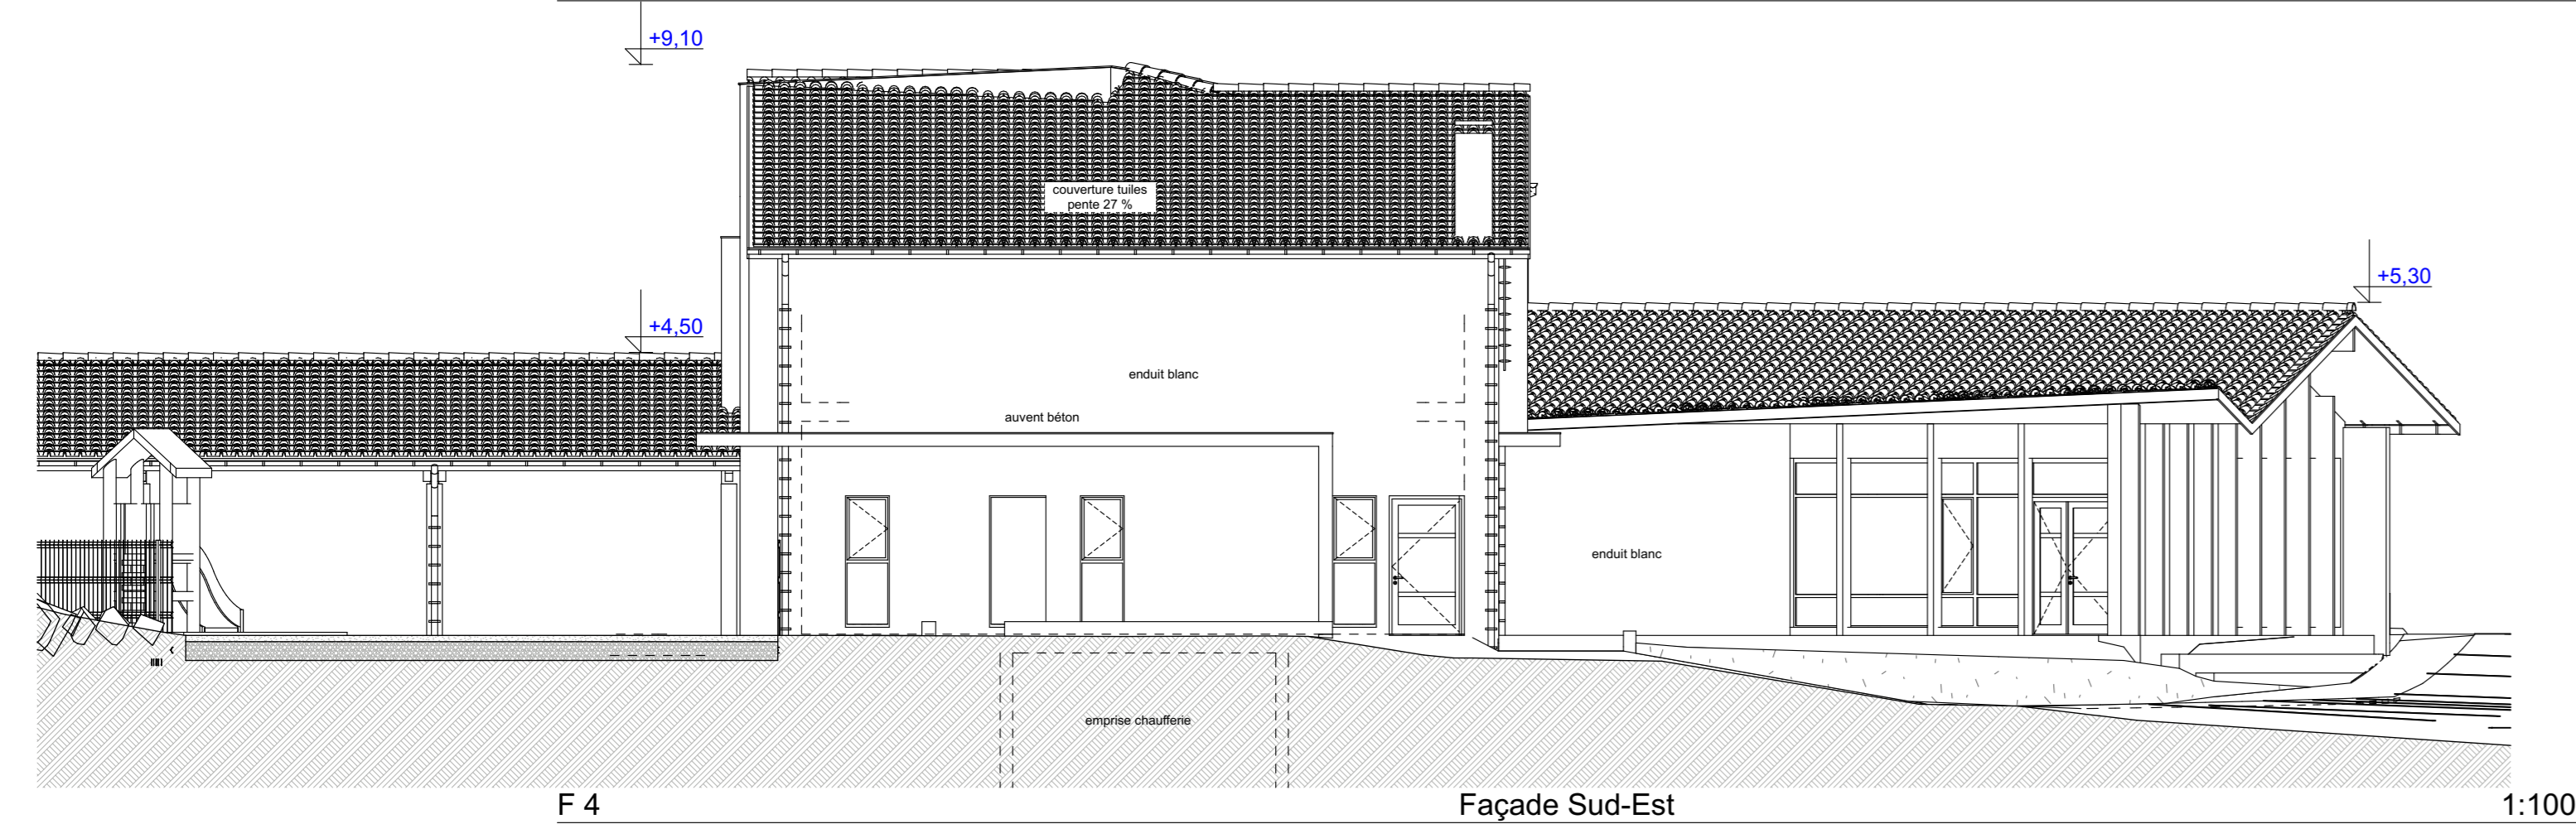 +9,10
couverture tuiles
pente 27 %
+5,30
+4,50
enduit blanc
auvent béton
enduit blanc
emprise chaufferie
F 4
Façade Sud-Est
1:100